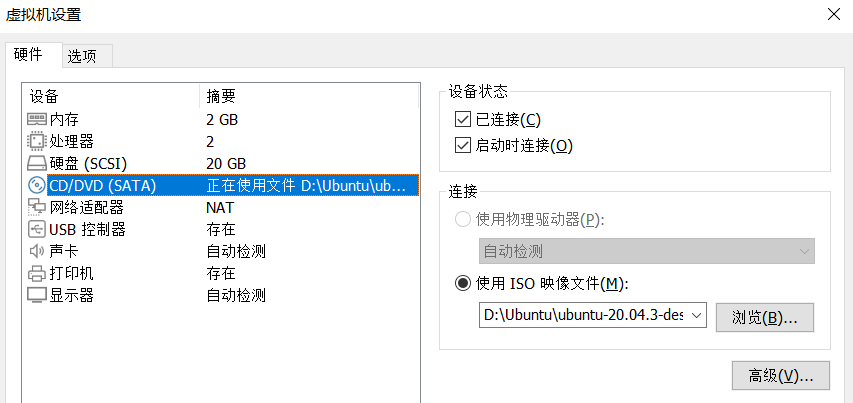 虚拟机设置
硬件 选项
设备 摘要
内存 2 GB
处理器 2
硬盘 (SCSI) 20 GB
CD/DVD (SATA) 正在使用文件 D:\Ubuntu\ub...
网络适配器 NAT
USB 控制器 存在
声卡 自动检测
打印机 存在
显示器 自动检测
设备状态
已连接(C)
启动时连接(O)
连接
使用物理驱动器(P):
自动检测
使用 ISO 映像文件(M):
D:\Ubuntu\ubuntu-20.04.3-des
浏览(B)...
高级(V)...